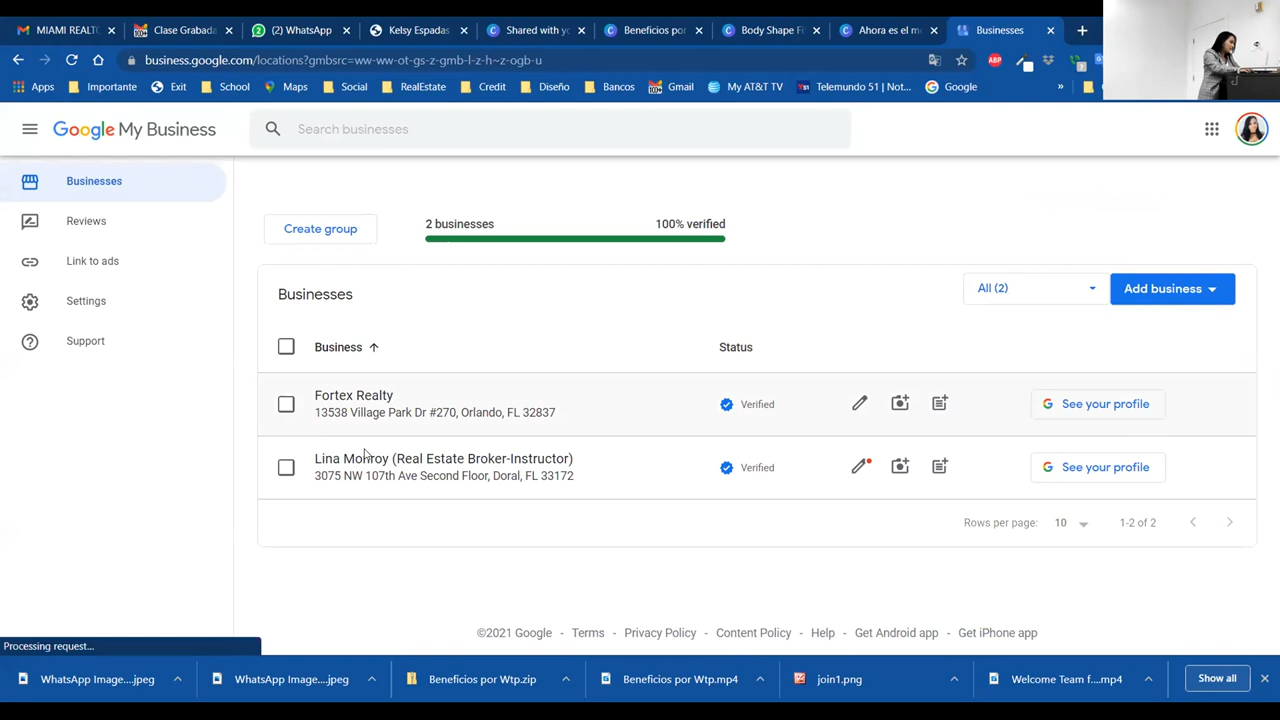 MIAMI REALT
Clase Grabada
(2) WhatsApp
Kelsy Espadas
Shared with yo
Beneficios por
Body Shape Fi
Ahora es el m
Businesses
business.google.com/locations?gmbsrc=ww-ww-ot-gs-z-gmb-l-z-h~z-ogb-u
Apps
Importante
Exit
School
Maps
Social
RealEstate
Credit
Diseño
Bancos
Gmail
My AT&T TV
Telemundo 51 | Not...
Google
»
Google My Business
Search businesses
Businesses
Reviews
Link to ads
Settings
Support
Create group
2 businesses
100% verified
Businesses
All (2)
Add business
Business
Status
Fortex Realty
13538 Village Park Dr #270, Orlando, FL 32837
Verified
See your profile
Lina Monroy (Real Estate Broker-Instructor)
3075 NW 107th Ave Second Floor, Doral, FL 33172
Verified
See your profile
Rows per page: 10
1-2 of 2
©2021 Google - Terms - Privacy Policy - Content Policy - Help - Get Android app - Get iPhone app
Processing request...
WhatsApp Image....jpeg
WhatsApp Image....jpeg
Beneficios por Wtp.zip
Beneficios por Wtp.mp4
join1.png
Welcome Team f....mp4
Show all